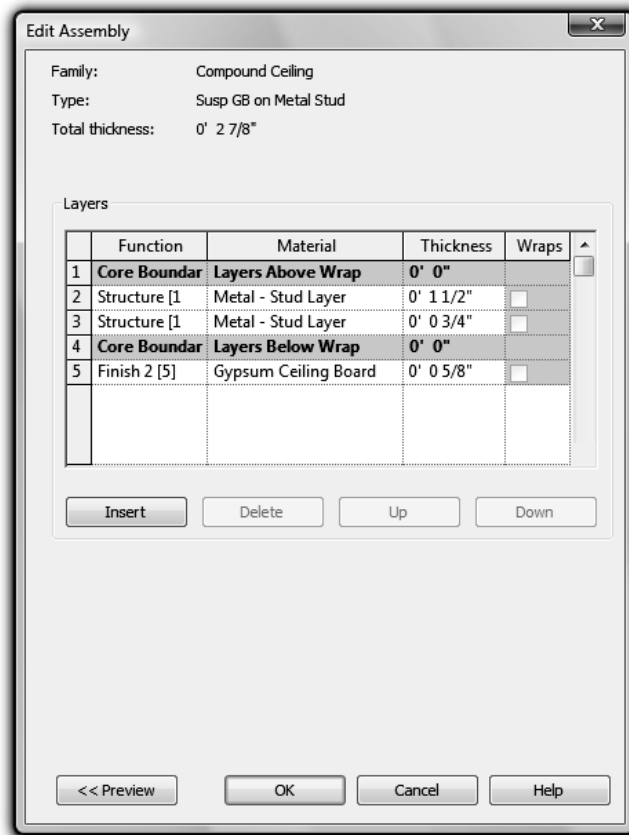 Edit Assembly
X
Family: Compound Ceiling
Type: Susp GB on Metal Stud
Total thickness: 0' 2 7/8"
Layers
Function Material Thickness Wraps
1 Core Boundar Layers Above Wrap 0' 0"
2 Structure [1 Metal - Stud Layer 0' 1 1/2"
3 Structure [1 Metal - Stud Layer 0' 0 3/4"
4 Core Boundar Layers Below Wrap 0' 0"
5 Finish 2 [5] Gypsum Ceiling Board 0' 0 5/8"
Insert Delete Up Down
<< Preview OK Cancel Help